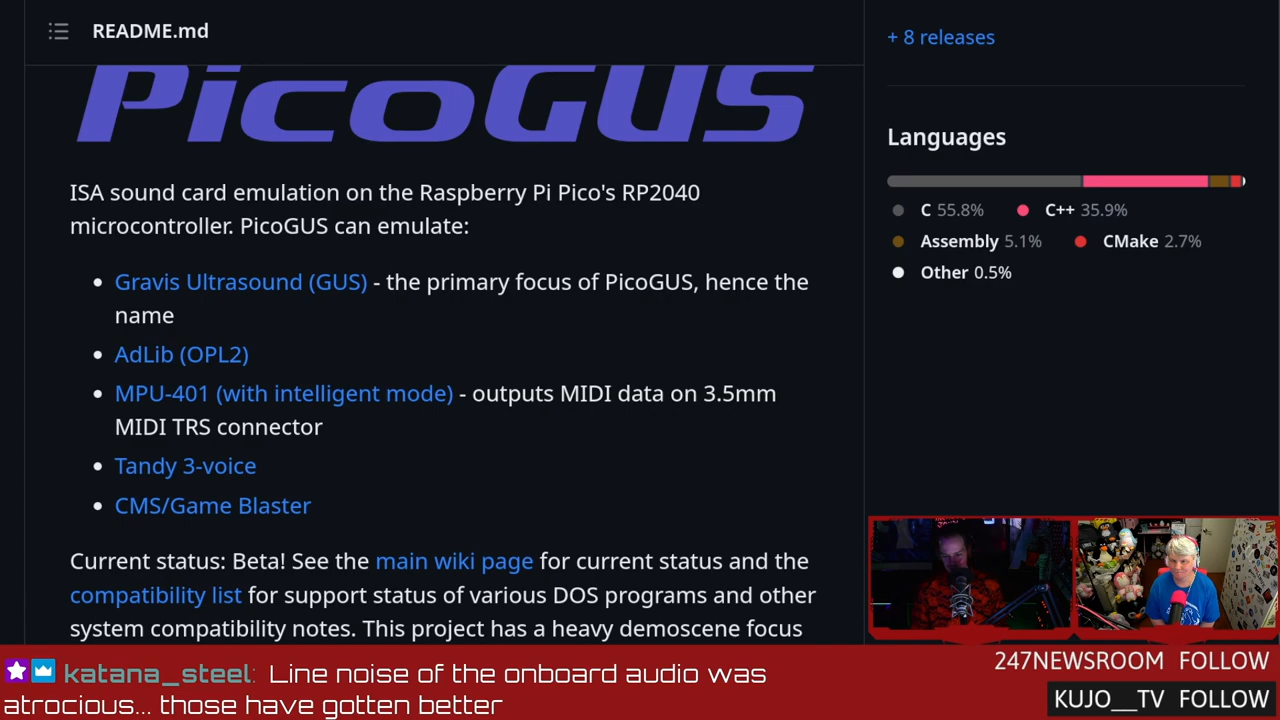 README.md
PicoGUS
ISA sound card emulation on the Raspberry Pi Pico's RP2040
microcontroller. PicoGUS can emulate:
• Gravis Ultrasound (GUS) - the primary focus of PicoGUS, hence the
name
• AdLib (OPL2)
• MPU-401 (with intelligent mode) - outputs MIDI data on 3.5mm
MIDI TRS connector
• Tandy 3-voice
• CMS/Game Blaster
Current status: Beta! See the main wiki page for current status and the
compatibility list for support status of various DOS programs and other
system compatibility notes. This project has a heavy demoscene focus
+ 8 releases
Languages
C 55.8% C++ 35.9%
Assembly 5.1% CMake 2.7%
Other 0.5%
katana_steel: Line noise of the onboard audio was
atrocious... those have gotten better
247NEWSROOM FOLLOW
KUJO__TV FOLLOW